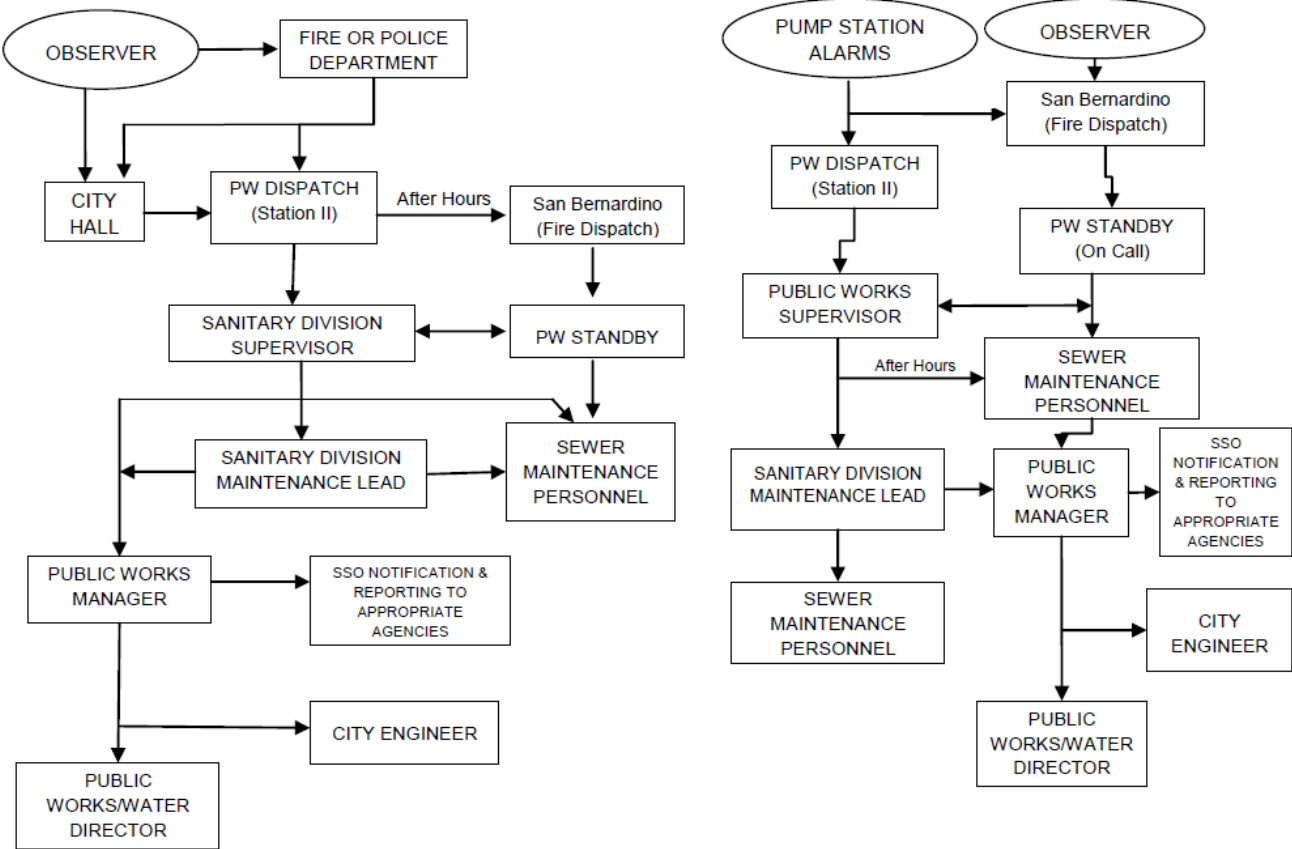 OBSERVER
FIRE OR POLICE
DEPARTMENT
CITY
HALL
PW DISPATCH
(Station II)
After Hours
San Bernardino
(Fire Dispatch)
SANITARY DIVISION
SUPERVISOR
PW STANDBY
SANITARY DIVISION
MAINTENANCE LEAD
SEWER
MAINTENANCE
PERSONNEL
PUBLIC WORKS
MANAGER
SSO NOTIFICATION &
REPORTING TO
APPROPRIATE
AGENCIES
CITY ENGINEER
PUBLIC
WORKS/WATER
DIRECTOR
PUMP STATION
ALARMS
OBSERVER
San Bernardino
(Fire Dispatch)
PW DISPATCH
(Station II)
PW STANDBY
(On Call)
PUBLIC WORKS
SUPERVISOR
After Hours
SEWER
MAINTENANCE
PERSONNEL
SANITARY DIVISION
MAINTENANCE LEAD
PUBLIC
WORKS
MANAGER
SSO
NOTIFICATION
& REPORTING
TO
APPROPRIATE
AGENCIES
SEWER
MAINTENANCE
PERSONNEL
CITY
ENGINEER
PUBLIC
WORKS/WATER
DIRECTOR